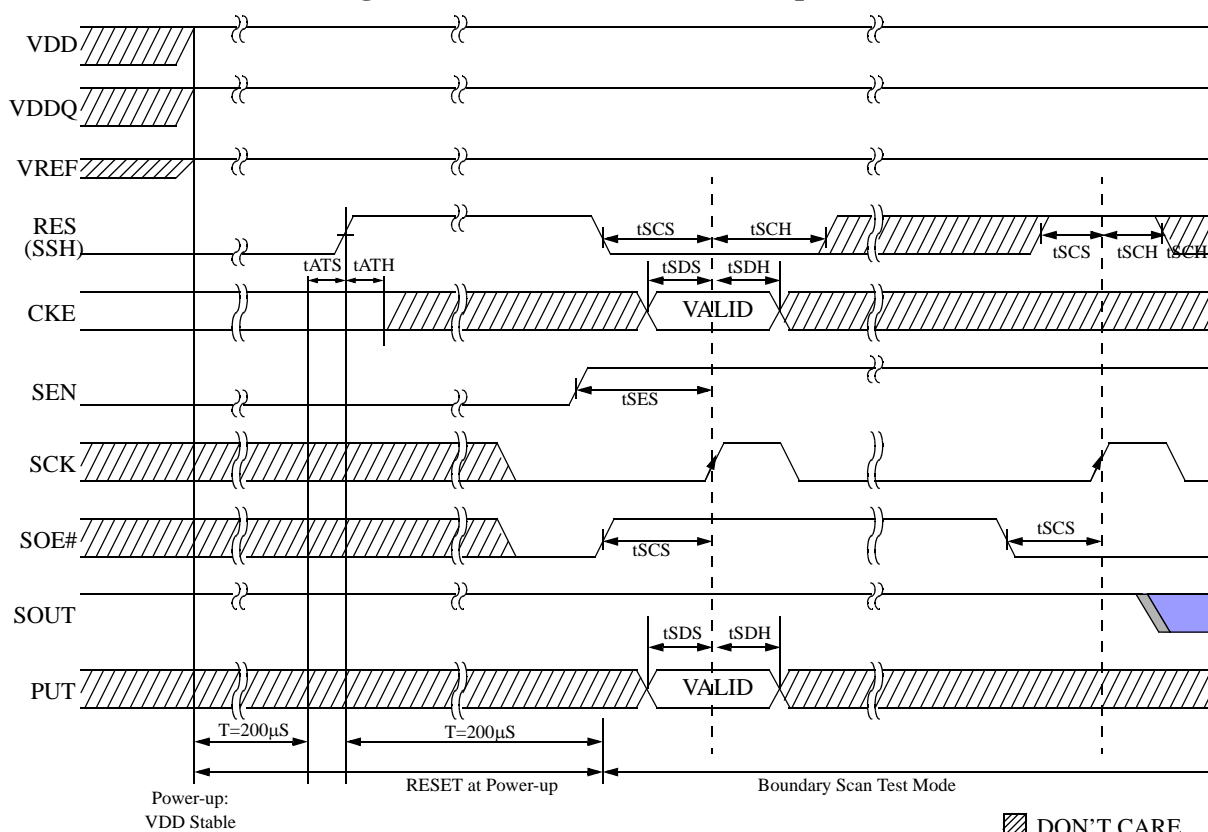 VDD
VDDQ
VREF
RES
(SSH)
tSCS
tSCH
tSCS
tSCH
tSCH
tATS
tATH
tSDS
tSDH
CKE
VALID
SEN
tSES
SCK
SOE#
tSCS
tSCS
SOUT
tSDS
tSDH
PUT
VALID
T=200μS
T=200μS
RESET at Power-up
Boundary Scan Test Mode
Power-up:
VDD Stable
DON'T CARE